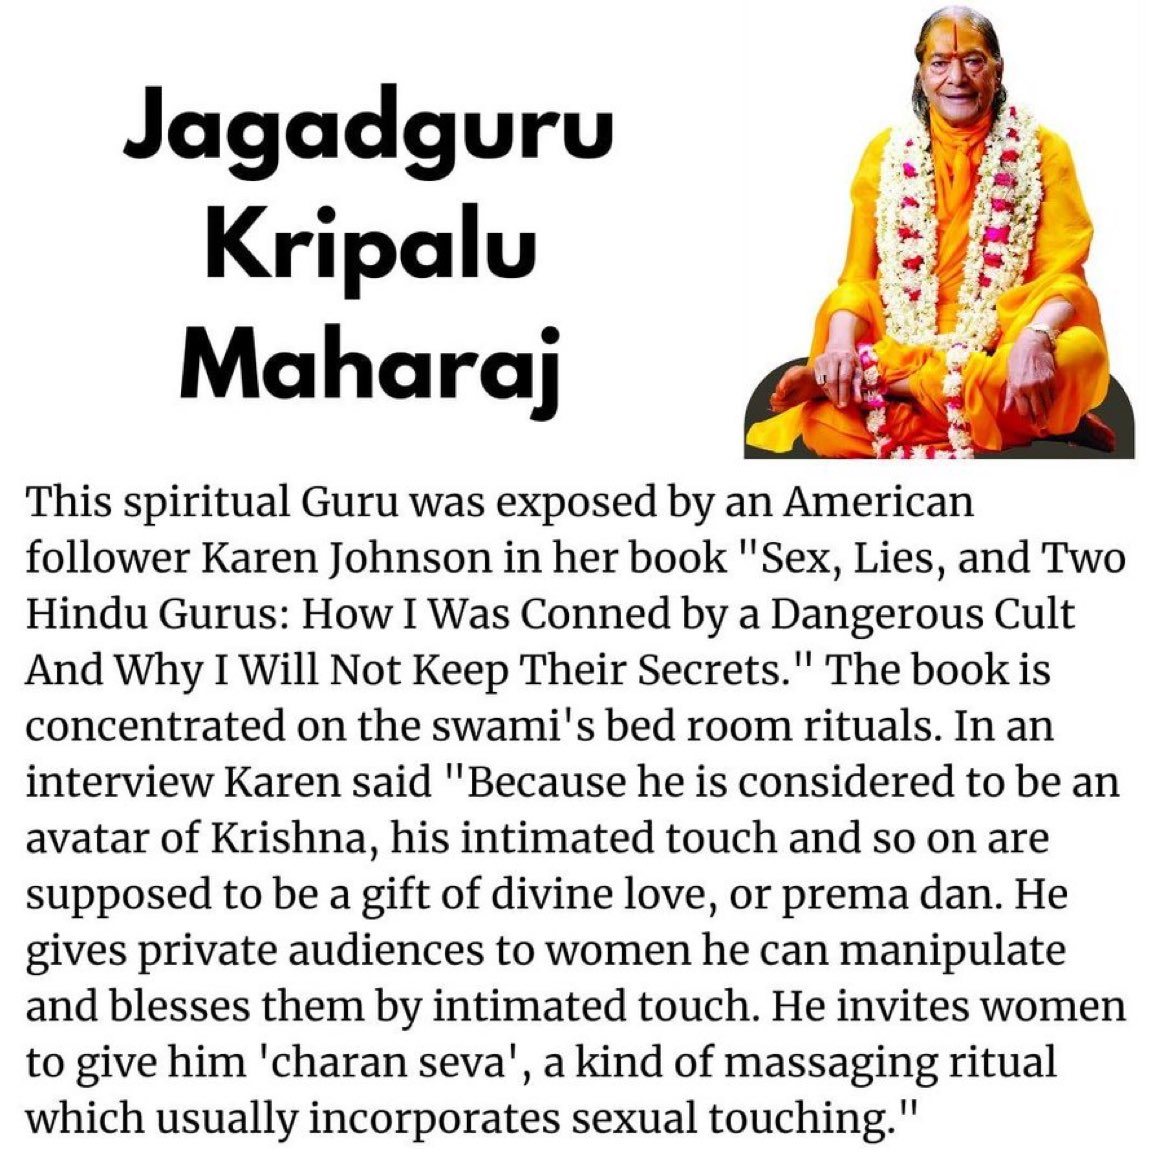 Jagadguru
Kripalu
Maharaj
This spiritual Guru was exposed by an American
follower Karen Johnson in her book "Sex, Lies, and Two
Hindu Gurus: How I Was Conned by a Dangerous Cult
And Why I Will Not Keep Their Secrets." The book is
concentrated on the swami's bed room rituals. In an
interview Karen said "Because he is considered to be an
avatar of Krishna, his intimated touch and so on are
supposed to be a gift of divine love, or prema dan. He
gives private audiences to women he can manipulate
and blesses them by intimated touch. He invites women
to give him 'charan seva', a kind of massaging ritual
which usually incorporates sexual touching."